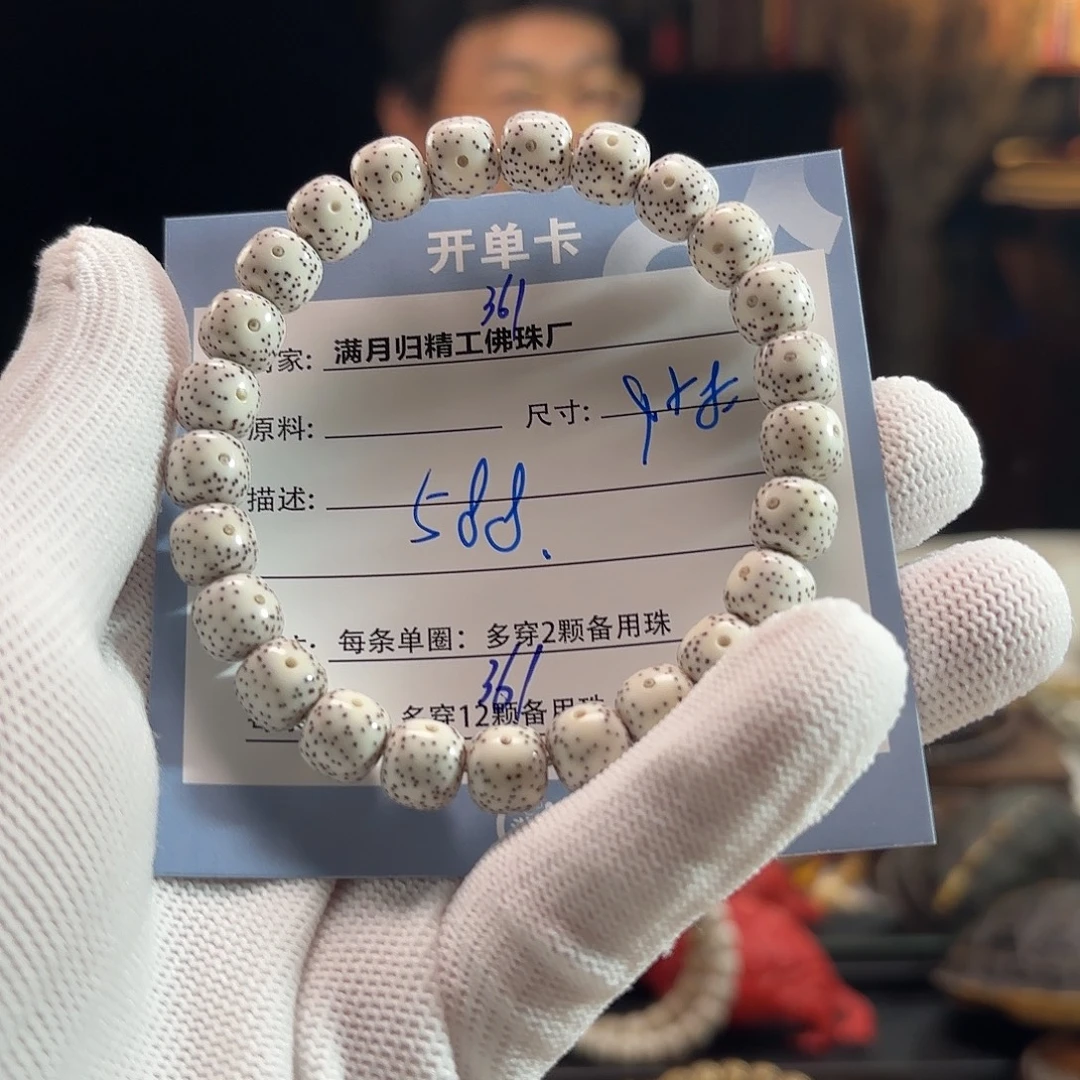 开单卡
361
家: 满月归精工佛珠厂
原料: 尺寸:
描述: 588.
每条单圈: 多穿2颗备用珠
361
多穿12颗备用珠